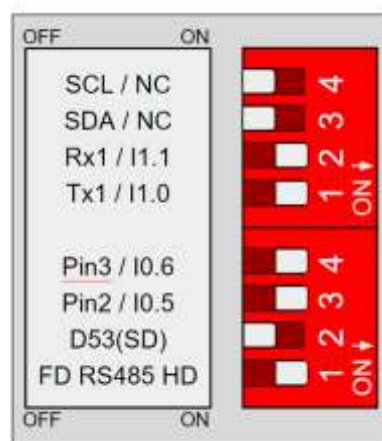 OFF ON
SCL / NC
SDA / NC
Rx1 / I1.1
Tx1 / I1.0
Pin3 / I0.6
Pin2 / I0.5
D53(SD)
FD RS485 HD
OFF ON
4
3
2
1
ON
4
3
2
1
ON